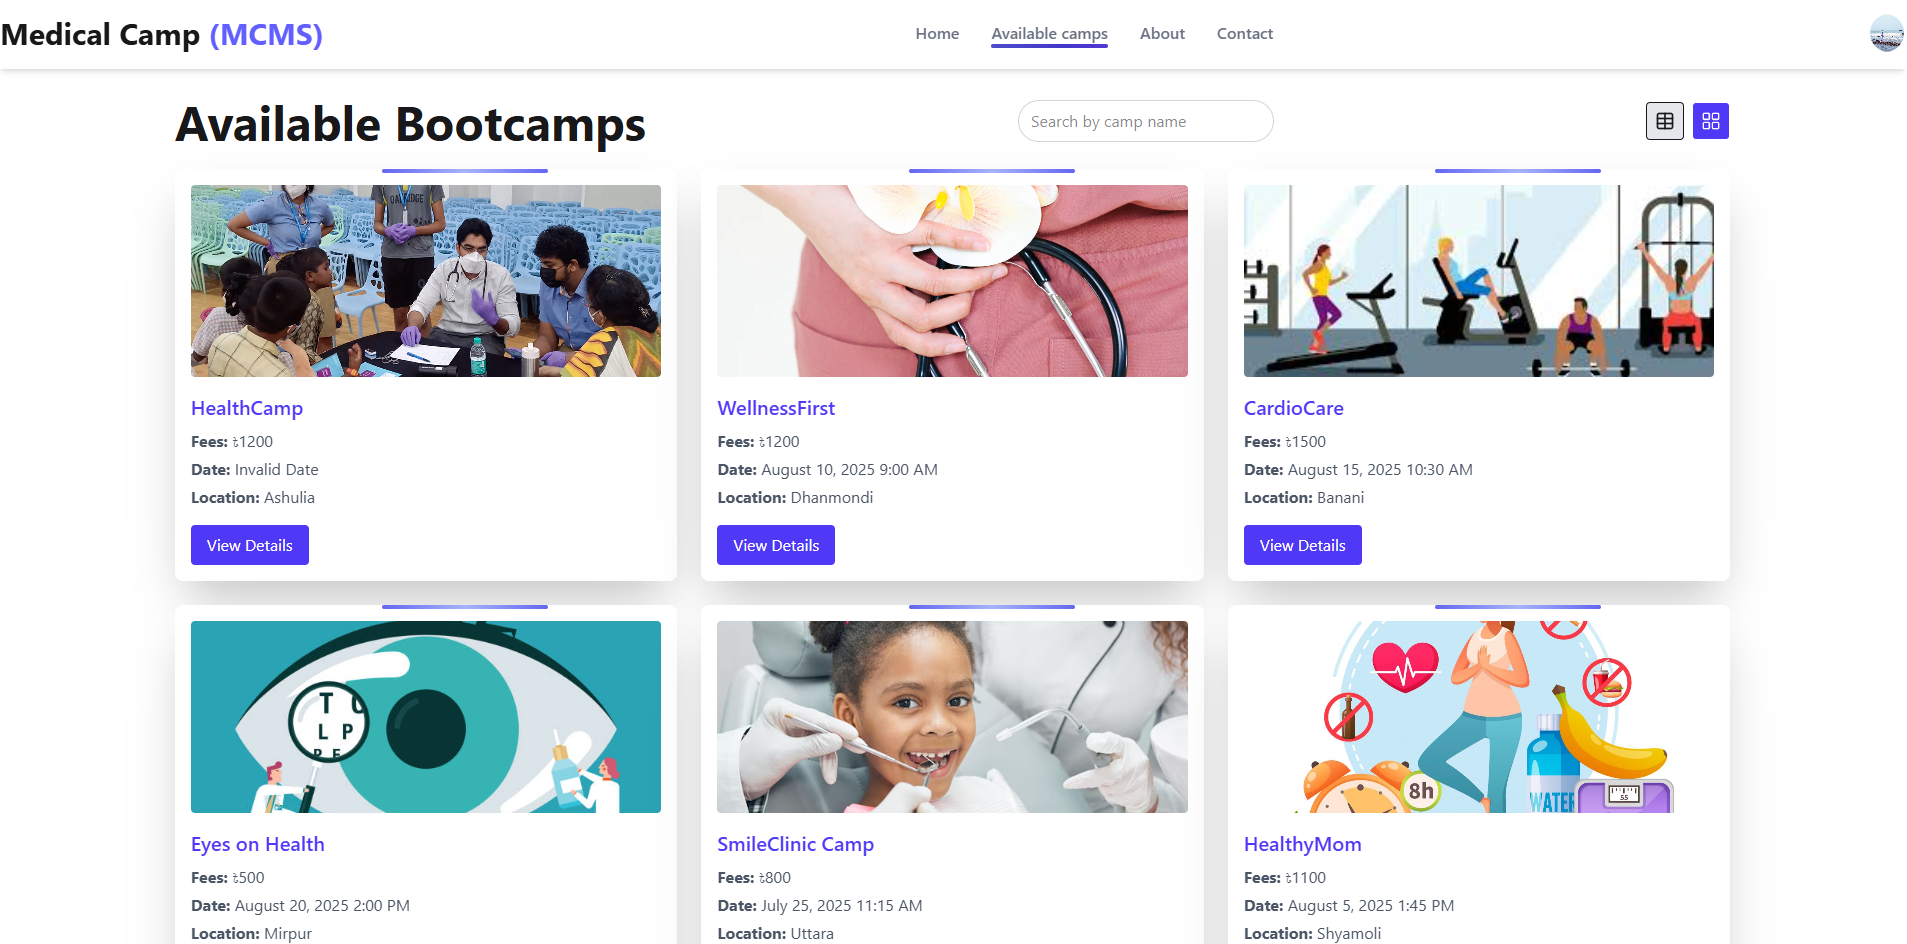 Medical Camp (MCMS)
Home
Available camps
About
Contact
Available Bootcamps
Search by camp name
OAKRIDGE
HealthCamp
Fees: ৳1200
Date: Invalid Date
Location: Ashulia
View Details
WellnessFirst
Fees: ৳1200
Date: August 10, 2025 9:00 AM
Location: Dhanmondi
View Details
CardioCare
Fees: ৳1500
Date: August 15, 2025 10:30 AM
Location: Banani
View Details
T
L P
Eyes on Health
Fees: ৳500
Date: August 20, 2025 2:00 PM
Location: Mirpur
SmileClinic Camp
Fees: ৳800
Date: July 25, 2025 11:15 AM
Location: Uttara
8h
WATER
55
HealthyMom
Fees: ৳1100
Date: August 5, 2025 1:45 PM
Location: Shyamoli